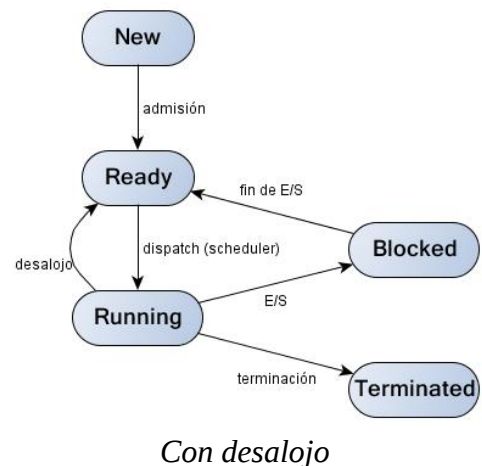 New
admisión
Ready
fin de E/S
dispatch (scheduler)
Blocked
desalojo
E/S
Running
terminación
Terminated
Con desalojo